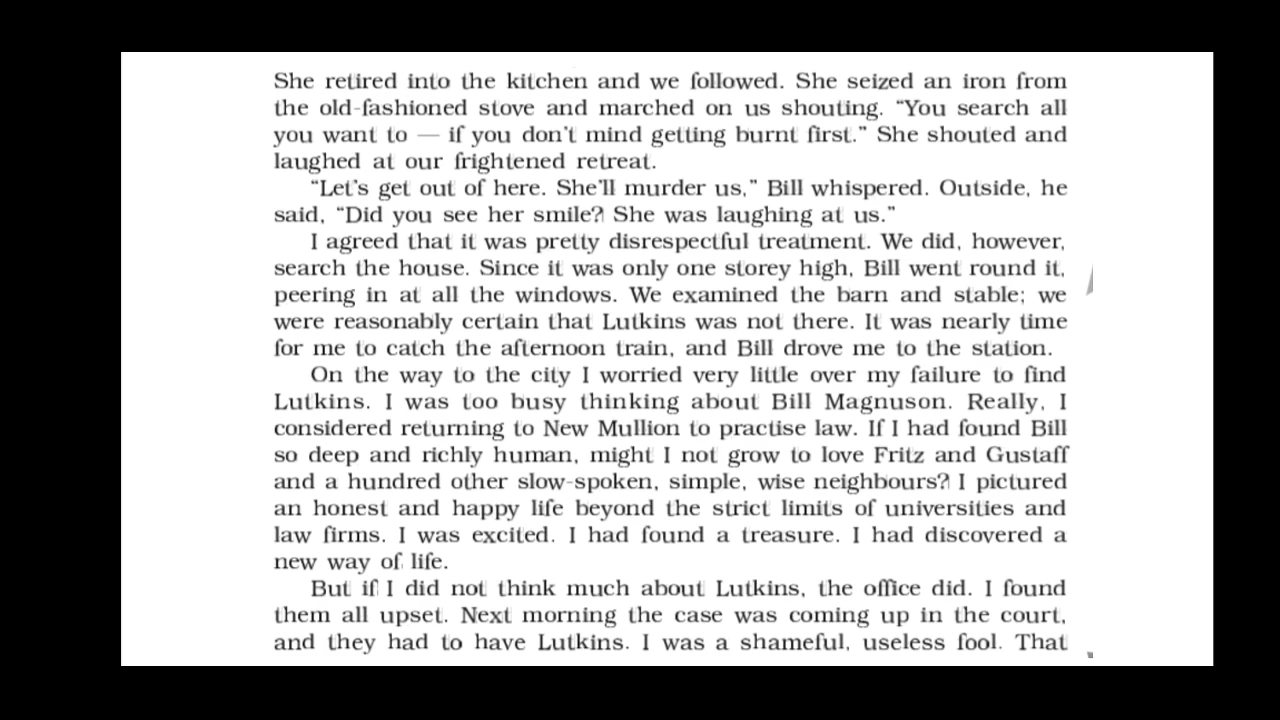 She retired into the kitchen and we followed. She seized an iron from
the old-fashioned stove and marched on us shouting. “You search all
you want to — if you don't mind getting burnt first.” She shouted and
laughed at our frightened retreat.
“Let's get out of here. She'll murder us,” Bill whispered. Outside, he
said, “Did you see her smile? She was laughing at us.”
I agreed that it was pretty disrespectful treatment. We did, however,
search the house. Since it was only one storey high, Bill went round it,
peering in at all the windows. We examined the barn and stable; we
were reasonably certain that Lutkins was not there. It was nearly time
for me to catch the afternoon train, and Bill drove me to the station.
On the way to the city I worried very little over my failure to find
Lutkins. I was too busy thinking about Bill Magnuson. Really, I
considered returning to New Mullion to practise law. If I had found Bill
so deep and richly human, might I not grow to love Fritz and Gustaff
and a hundred other slow-spoken, simple, wise neighbours? I pictured
an honest and happy life beyond the strict limits of universities and
law firms. I was excited. I had found a treasure. I had discovered a
new way of life.
But if I did not think much about Lutkins, the office did. I found
them all upset. Next morning the case was coming up in the court,
and they had to have Lutkins. I was a shameful, useless fool. That